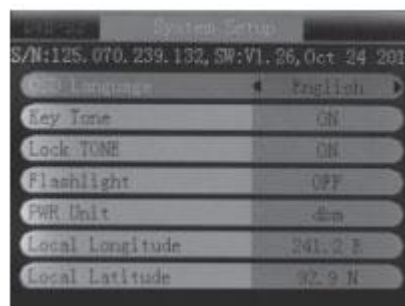 System Setup
S/N:125.070.239.132,SW:V1.26,Oct 24 201
OSD Language English
Key Tone ON
Lock TONE ON
Flashlight OFF
PWR Unit dbm
Local Longitude 241.2 E
Local Latitude 92.9 N